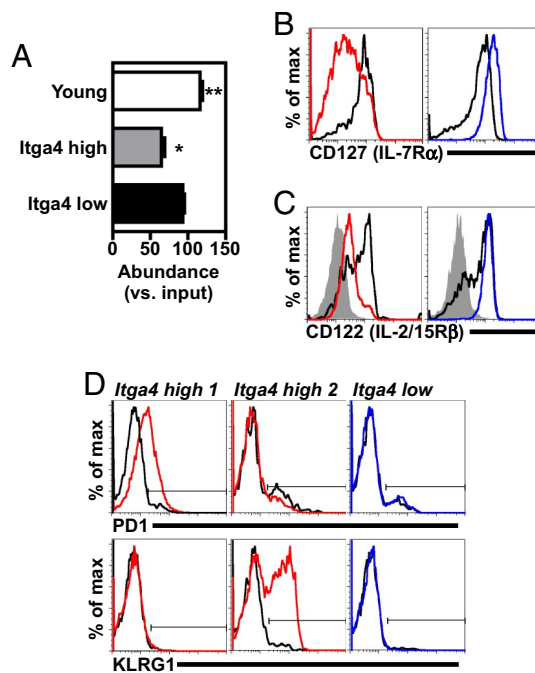 A
Young
**
Itga4 high
*
Itga4 low
0 50 100 150
Abundance
(vs. input)
B
% of max
CD127 (IL-7Rα)
C
% of max
CD122 (IL-2/15Rβ)
D
Itga4 high 1 Itga4 high 2 Itga4 low
% of max
PD1
% of max
KLRG1